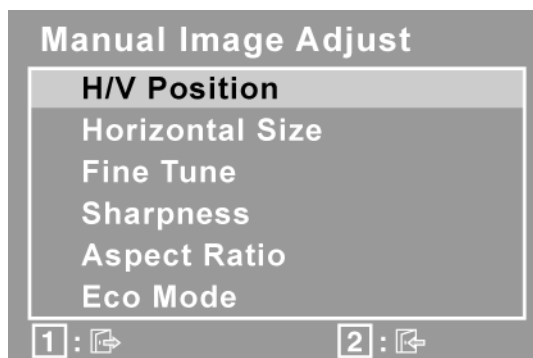 Manual Image Adjust
H/V Position
Horizontal Size
Fine Tune
Sharpness
Aspect Ratio
Eco Mode
1 : 2 :